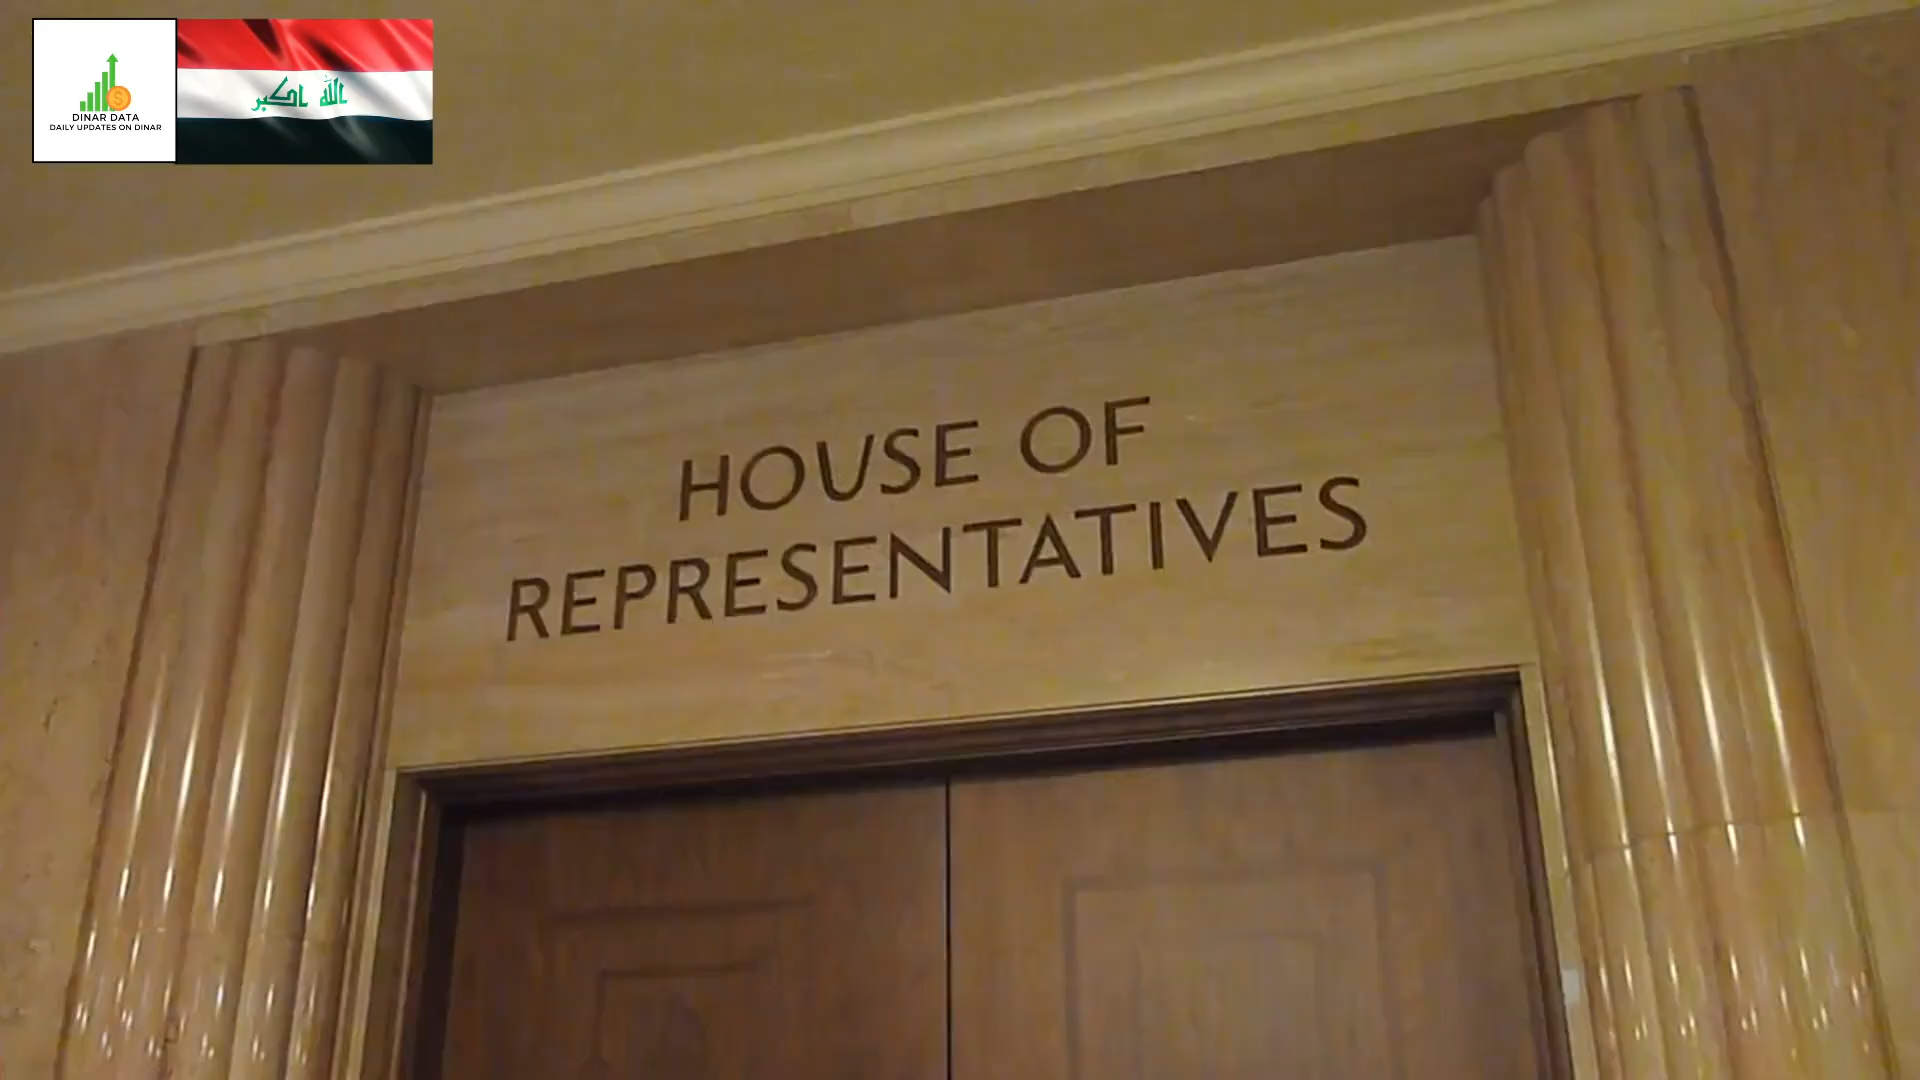 DINAR DATA
DAILY UPDATES ON DINAR
الله اكبر
HOUSE OF
REPRESENTATIVES